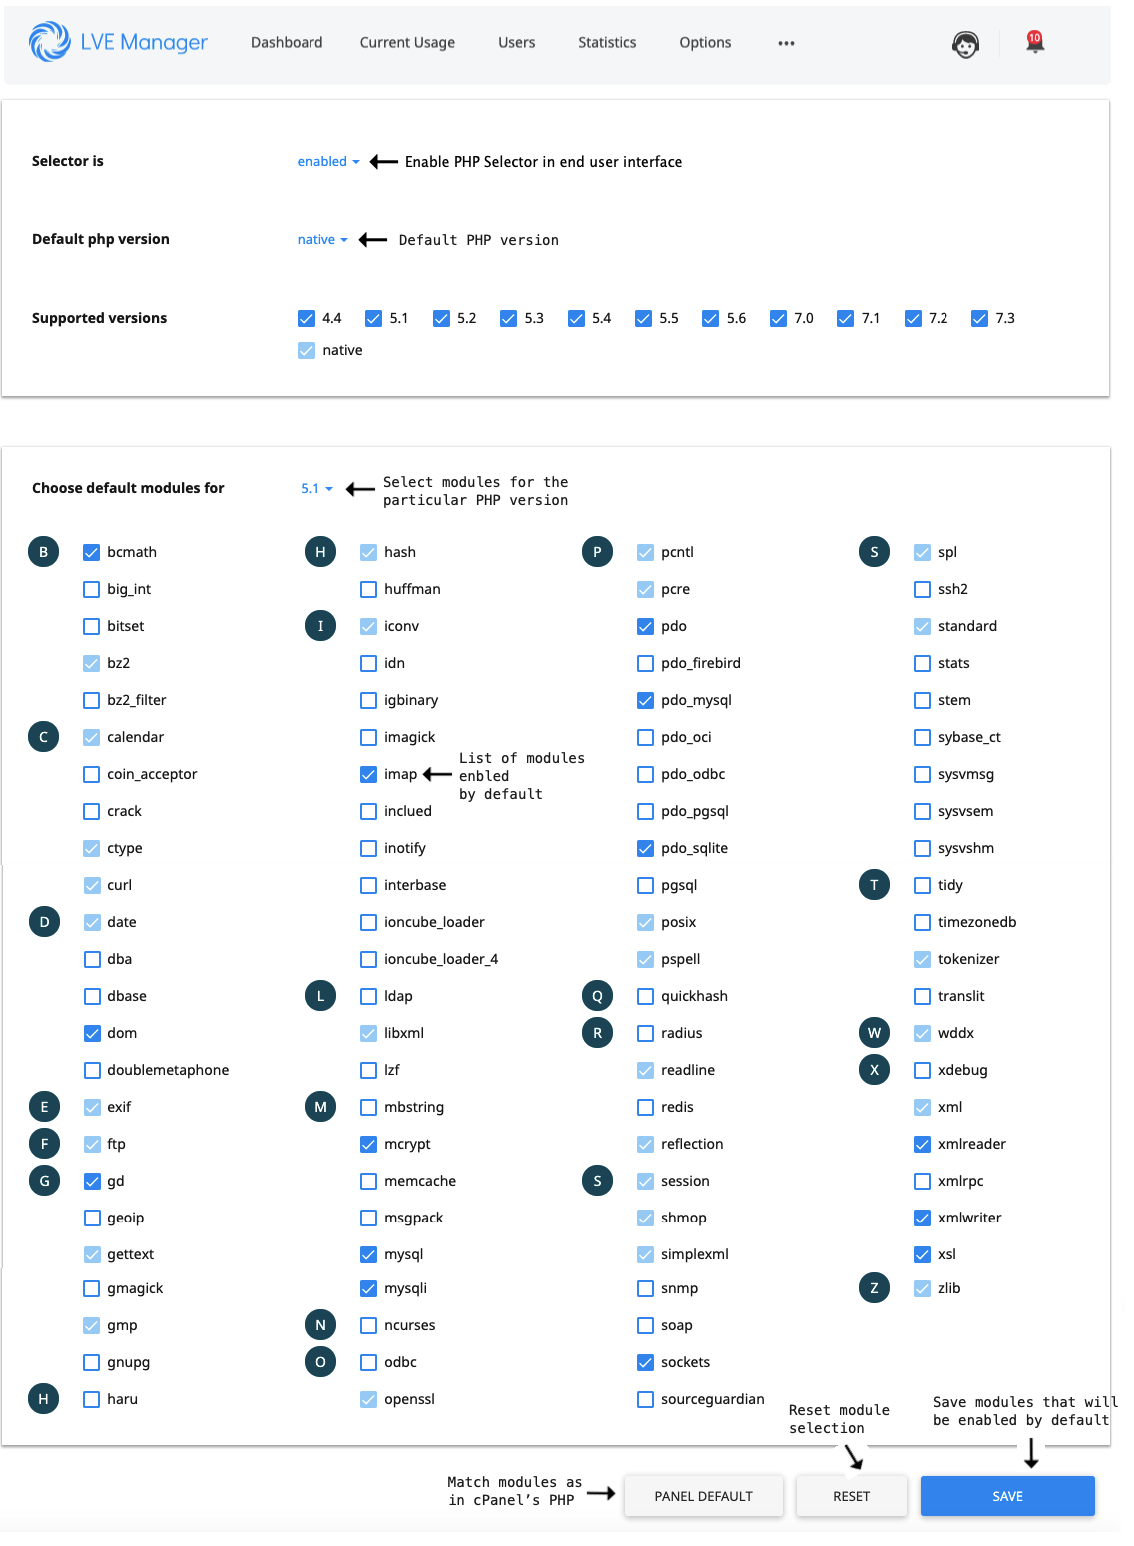 LVE Manager Dashboard Current Usage Users Statistics Options ••• 10
Selector is enabled Enable PHP Selector in end user interface
Default php version native Default PHP version
Supported versions 4.4 5.1 5.2 5.3 5.4 5.5 5.6 7.0 7.1 7.2 7.3
native
Choose default modules for 5.1 Select modules for the
particular PHP version
B bcmath
big_int
bitset
bz2
bz2_filter
C calendar
coin_acceptor
crack
ctype
curl
D date
dba
dbase
dom
doublemetaphone
E exif
F ftp
G gd
geoip
gettext
gmagick
gmp
gnupg
H haru
H hash
huffman
I iconv
idn
igbinary
imagick
imap
List of modules
enbled
by default
inclued
inotify
interbase
ioncube_loader
ioncube_loader_4
L ldap
libxml
lzf
M mbstring
mcrypt
memcache
msgpack
mysql
mysqli
N ncurses
O odbc
openssl
P pcntl
pcre
pdo
pdo_firebird
pdo_mysql
pdo_oci
pdo_odbc
pdo_pgsql
pdo_sqlite
pgsql
posix
pspell
Q quickhash
R radius
readline
redis
reflection
S session
shmop
simplexml
snmp
soap
sockets
sourceguardian
S spl
ssh2
standard
stats
stem
sybase_ct
sysvmsg
sysvsem
sysvshm
T tidy
timezonedb
tokenizer
translit
W wddx
X xdebug
xml
xmlreader
xmlrpc
xmlwriter
xsl
Z zlib
Reset module
selection
Save modules that will
be enabled by default
Match modules as
in cPanel's PHP
PANEL DEFAULT RESET SAVE